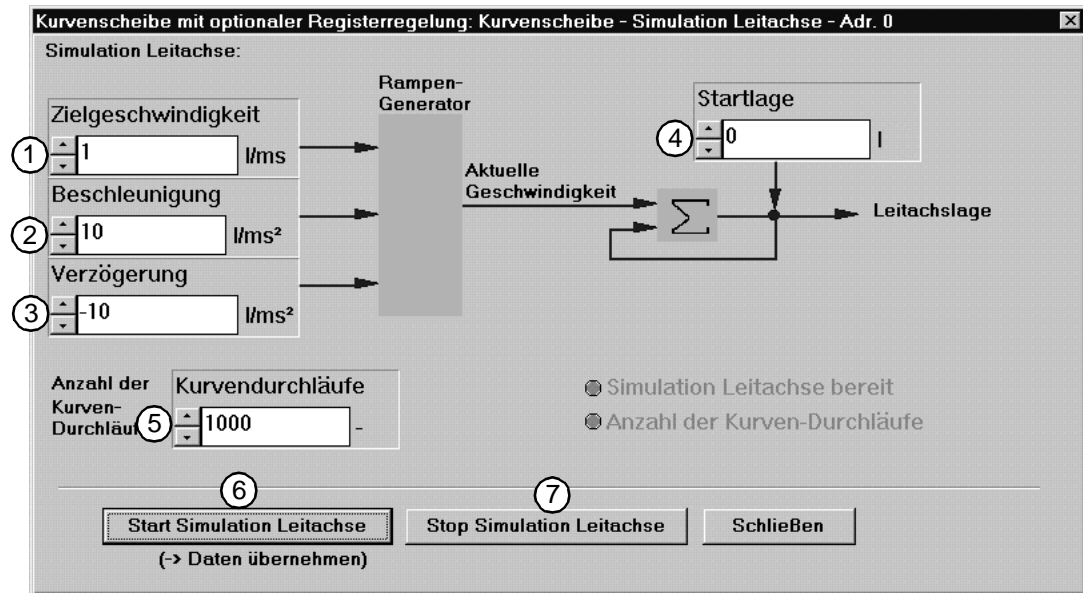 Kurvenscheibe mit optionaler Registerregelung: Kurvenscheibe - Simulation Leitachse - Adr. 0
Simulation Leitachse:
Rampen-
Generator
Zielgeschwindigkeit
1
1
I/ms
Beschleunigung
2
10
I/ms²
Verzögerung
3
-10
I/ms²
Aktuelle
Geschwindigkeit
Startlage
4
0
I
Σ
Leitachslage
Anzahl der
Kurven-
Durchläuf
Kurvendurchläufe
5
1000
-
Simulation Leitachse bereit
Anzahl der Kurven-Durchläufe
6
7
Start Simulation Leitachse
Stop Simulation Leitachse
Schließen
(-> Daten übernehmen)